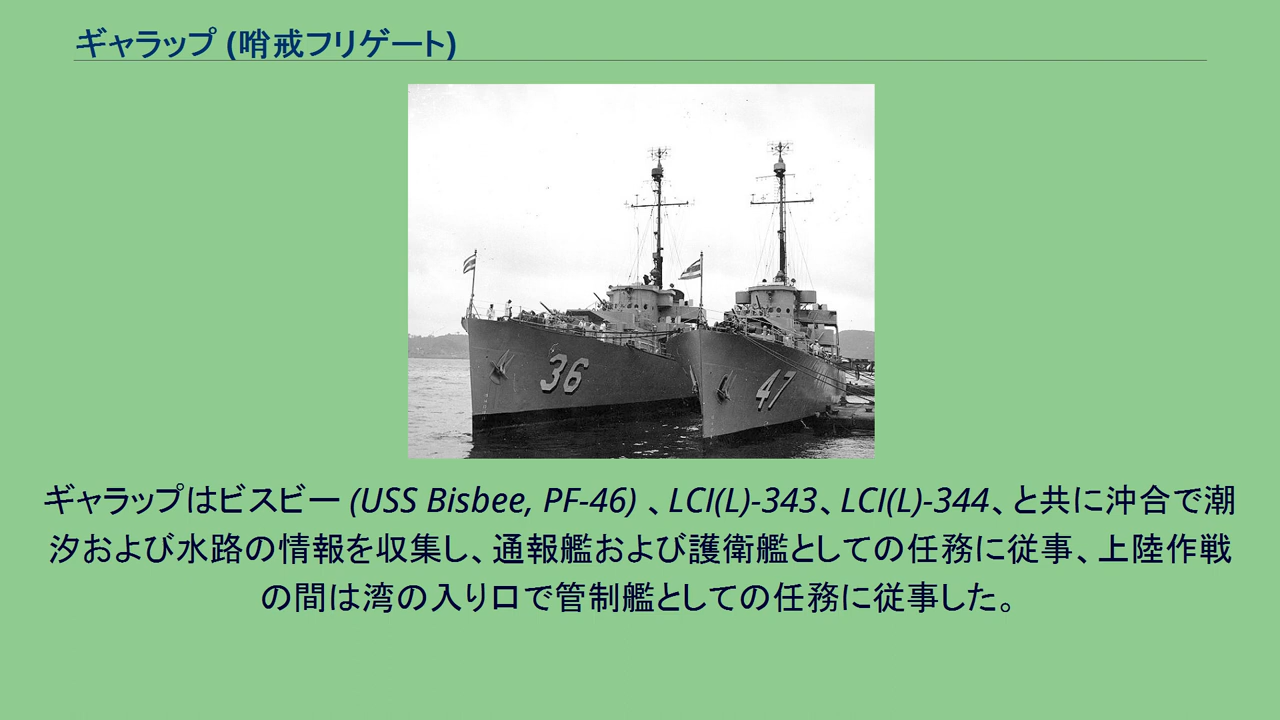 ギャラップ (哨戒フリゲート)
36
47
ギャラップはビスビー (USS Bisbee, PF-46) 、LCI(L)-343、LCI(L)-344、と共に沖合で潮
汐および水路の情報を収集し、通報艦および護衛艦としての任務に従事、上陸作戦
の間は湾の入り口で管制艦としての任務に従事した。